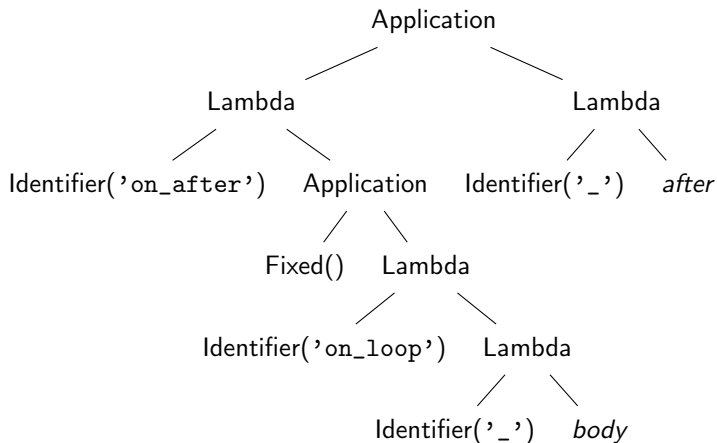 Application
Lambda Lambda
Identifier('on_after') Application Identifier('_') after
Fixed() Lambda
Identifier('on_loop') Lambda
Identifier('_') body